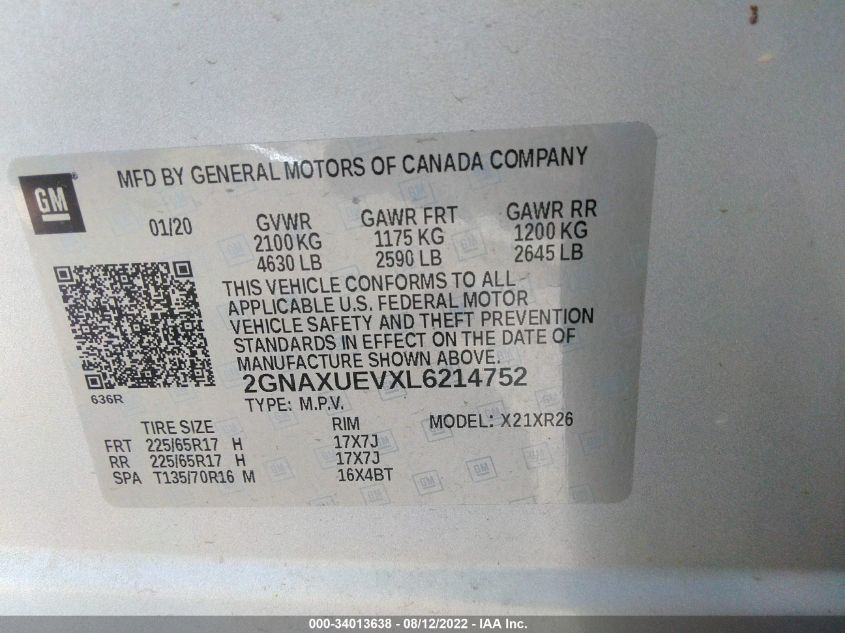 GM
MFD BY GENERAL MOTORS OF CANADA COMPANY
01/20 GVWR GAWR FRT GAWR RR
2100 KG 1175 KG 1200 KG
4630 LB 2590 LB 2645 LB
THIS VEHICLE CONFORMS TO ALL
APPLICABLE U.S. FEDERAL MOTOR
VEHICLE SAFETY AND THEFT PREVENTION
STANDARDS IN EFFECT ON THE DATE OF
MANUFACTURE SHOWN ABOVE.
2GNAXUEVXL6214752
636R
TYPE: M.P.V. MODEL: X21XR26
TIRE SIZE RIM
FRT 225/65R17 H 17X7J
RR 225/65R17 H 17X7J
SPA T135/70R16 M 16X4BT
000-34013638 - 08/12/2022 - IAA Inc.